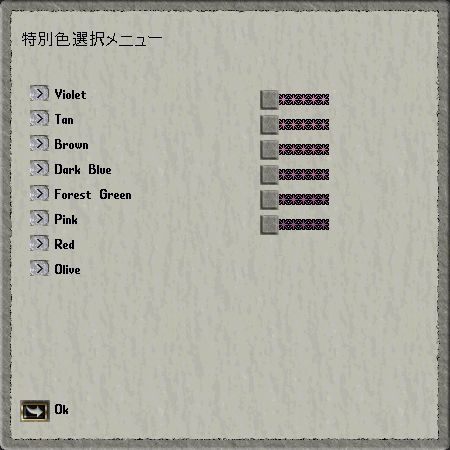 特別色選択メニュー
Violet
Tan
Brown
Dark Blue
Forest Green
Pink
Red
Olive
Ok